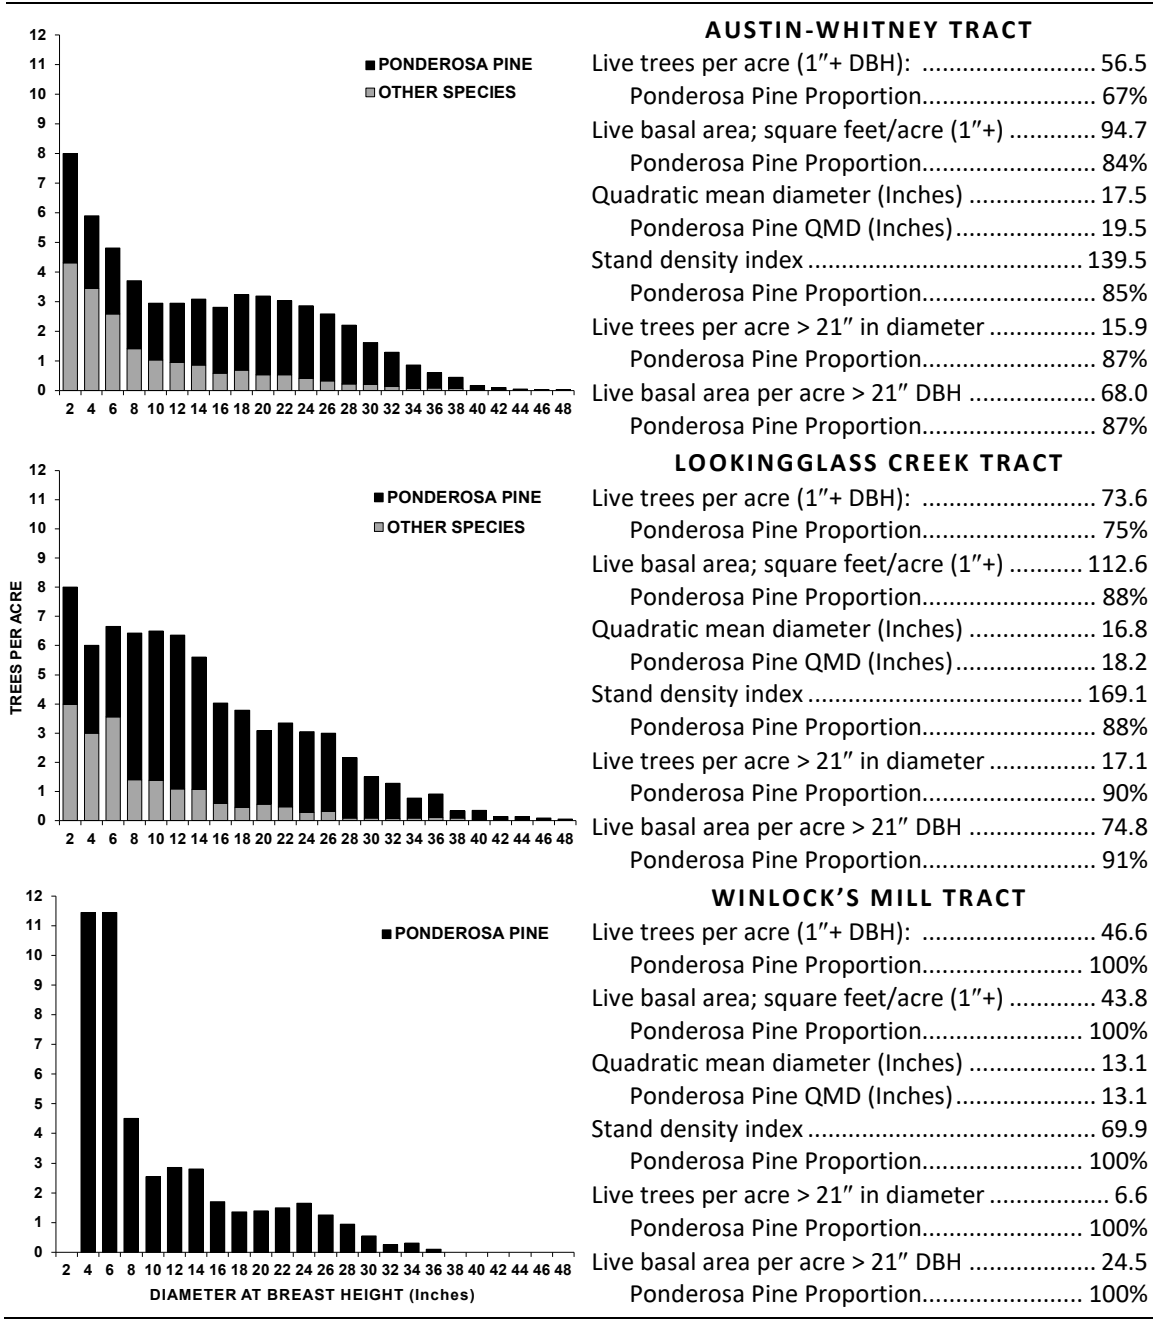 12
11
10
9
8
7
6
5
4
3
2
1
0
PONDEROSA PINE
OTHER SPECIES
2 4 6 8 10 12 14 16 18 20 22 24 26 28 30 32 34 36 38 40 42 44 46 48
AUSTIN-WHITNEY TRACT
Live trees per acre (1″+ DBH): .......................... 56.5
Ponderosa Pine Proportion.......................... 67%
Live basal area; square feet/acre (1″+) ............. 94.7
Ponderosa Pine Proportion.......................... 84%
Quadratic mean diameter (Inches) ................... 17.5
Ponderosa Pine QMD (Inches)..................... 19.5
Stand density index ......................................... 139.5
Ponderosa Pine Proportion.......................... 85%
Live trees per acre > 21″ in diameter ................ 15.9
Ponderosa Pine Proportion.......................... 87%
Live basal area per acre > 21″ DBH ................... 68.0
Ponderosa Pine Proportion.......................... 87%
12
11
10
9
8
7
6
5
4
3
2
1
0
TREES PER ACRE
PONDEROSA PINE
OTHER SPECIES
2 4 6 8 10 12 14 16 18 20 22 24 26 28 30 32 34 36 38 40 42 44 46 48
LOOKINGGLASS CREEK TRACT
Live trees per acre (1″+ DBH): .......................... 73.6
Ponderosa Pine Proportion.......................... 75%
Live basal area; square feet/acre (1″+) ........... 112.6
Ponderosa Pine Proportion.......................... 88%
Quadratic mean diameter (Inches) ................... 16.8
Ponderosa Pine QMD (Inches)..................... 18.2
Stand density index ......................................... 169.1
Ponderosa Pine Proportion.......................... 88%
Live trees per acre > 21″ in diameter ................ 17.1
Ponderosa Pine Proportion.......................... 90%
Live basal area per acre > 21″ DBH ................... 74.8
Ponderosa Pine Proportion.......................... 91%
12
11
10
9
8
7
6
5
4
3
2
1
0
PONDEROSA PINE
2 4 6 8 10 12 14 16 18 20 22 24 26 28 30 32 34 36 38 40 42 44 46 48
DIAMETER AT BREAST HEIGHT (Inches)
WINLOCK’S MILL TRACT
Live trees per acre (1″+ DBH): .......................... 46.6
Ponderosa Pine Proportion........................ 100%
Live basal area; square feet/acre (1″+) ............. 43.8
Ponderosa Pine Proportion........................ 100%
Quadratic mean diameter (Inches) ................... 13.1
Ponderosa Pine QMD (Inches)..................... 13.1
Stand density index ........................................... 69.9
Ponderosa Pine Proportion........................ 100%
Live trees per acre > 21″ in diameter .................. 6.6
Ponderosa Pine Proportion........................ 100%
Live basal area per acre > 21″ DBH ................... 24.5
Ponderosa Pine Proportion........................ 100%